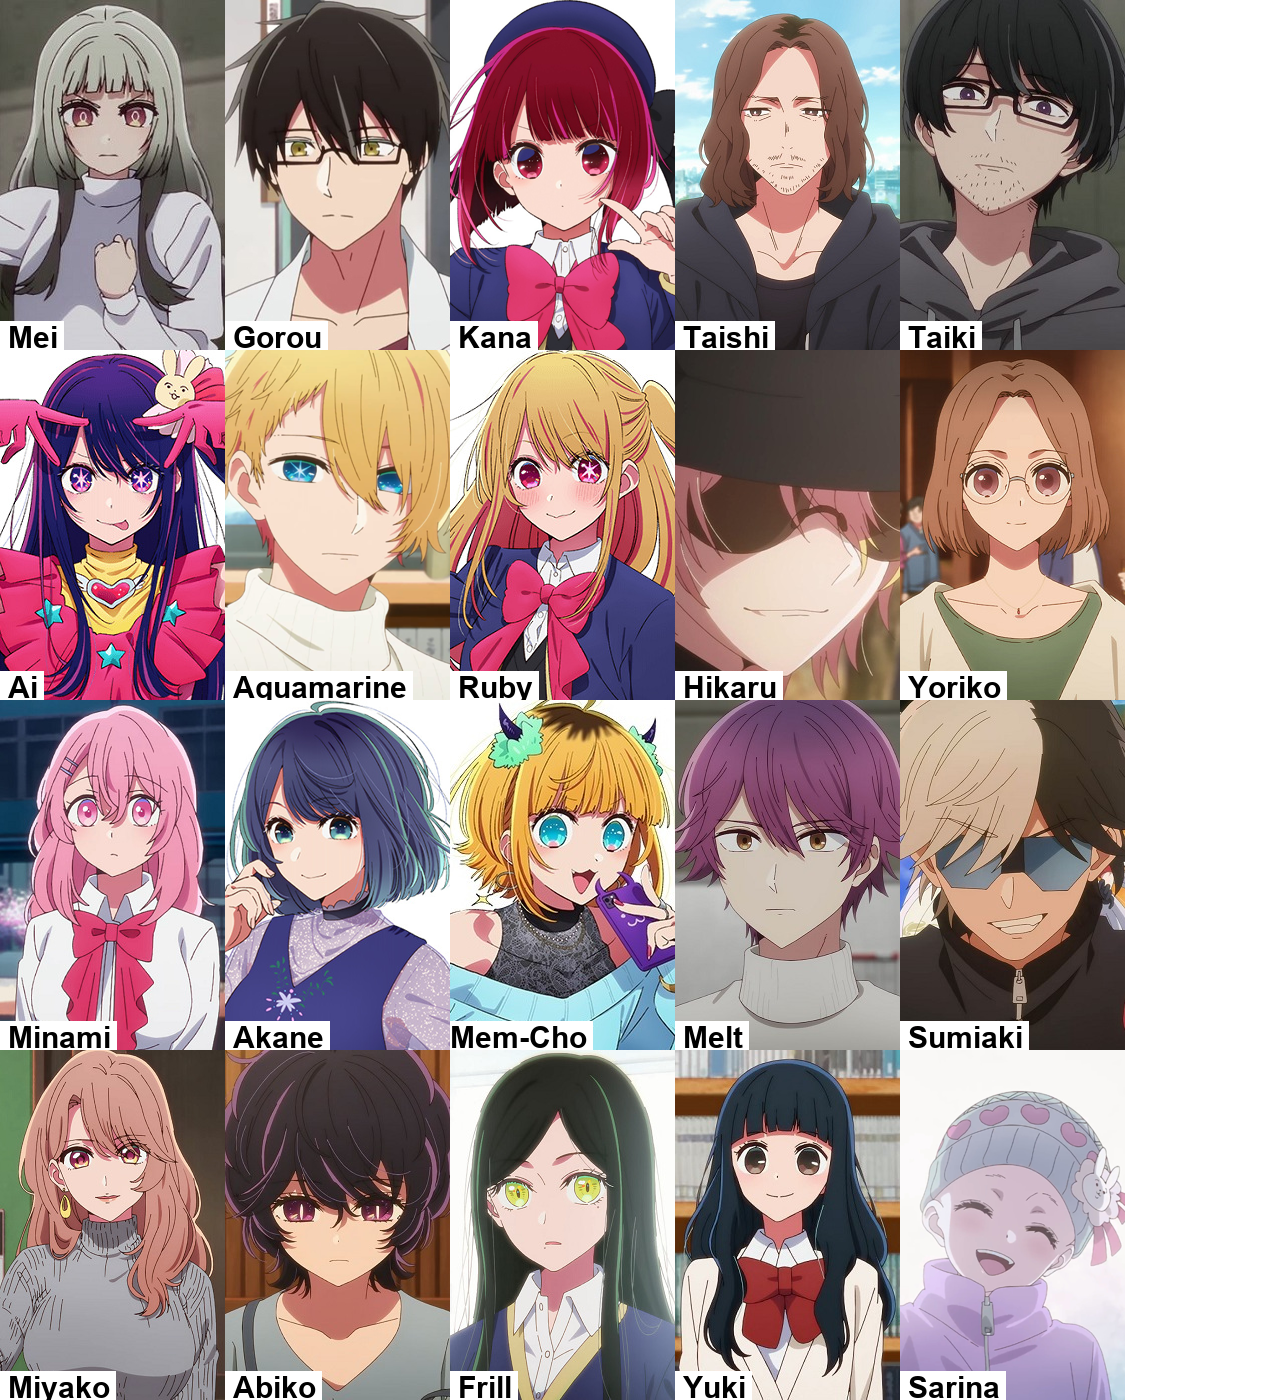 Mei
Gorou
Kana
Taishi
Taiki
Ai
Aquamarine
Ruby
Hikaru
Yoriko
Minami
Akane
Mem-Cho
Melt
Sumiaki
Miyako
Abiko
Frill
Yuki
Sarina